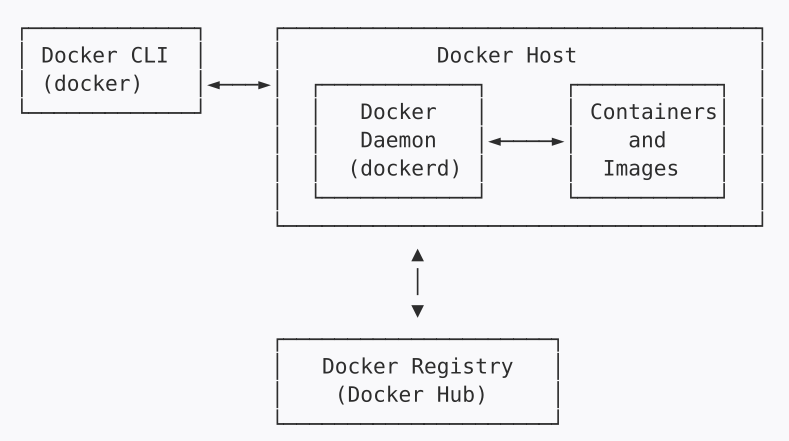 Docker CLI
(docker)
Docker Host
Docker
Daemon
(dockerd)
Containers
and
Images
Docker Registry
(Docker Hub)